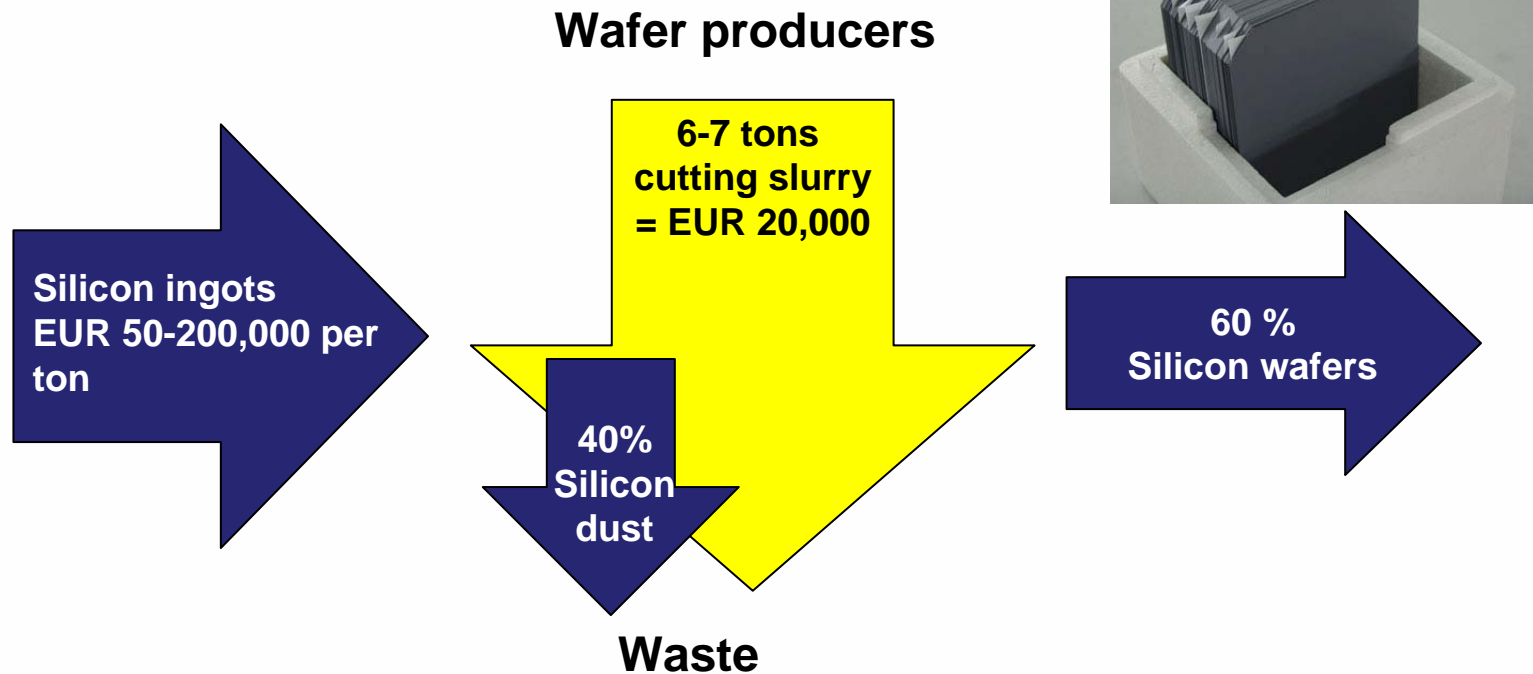 Wafer producers
6-7 tons
cutting slurry
= EUR 20,000
Silicon ingots
EUR 50-200,000 per
ton
60 %
Silicon wafers
40%
Silicon
dust
Waste